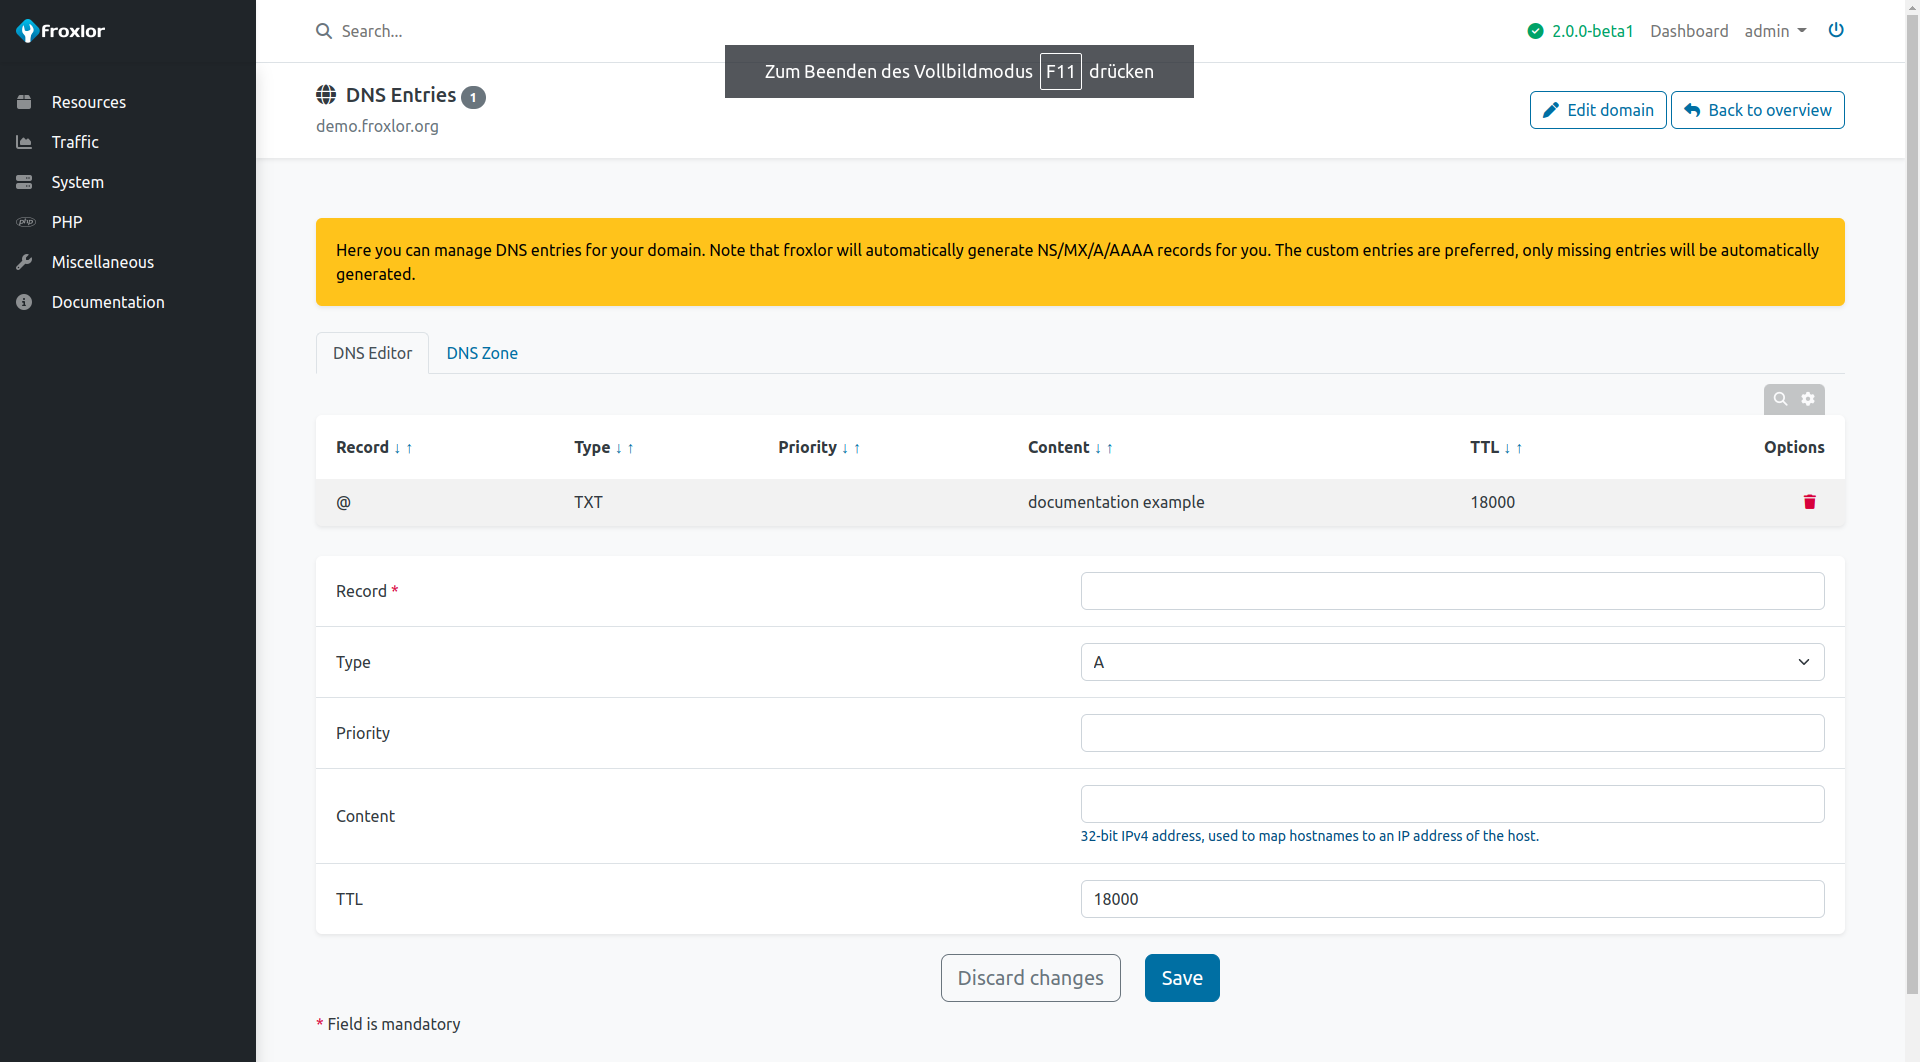 froxlor
Search...
2.0.0-beta1 Dashboard admin
Zum Beenden des Vollbildmodus F11 drücken
Resources
Traffic
System
php PHP
Miscellaneous
Documentation
DNS Entries 1
demo.froxlor.org
Edit domain
Back to overview
Here you can manage DNS entries for your domain. Note that froxlor will automatically generate NS/MX/A/AAAA records for you. The custom entries are preferred, only missing entries will be automatically
generated.
DNS Editor DNS Zone
Record ↓ ↑ Type ↓ ↑ Priority ↓ ↑ Content ↓ ↑ TTL ↓ ↑ Options
@ TXT documentation example 18000
Record *
Type A
Priority
Content
32-bit IPv4 address, used to map hostnames to an IP address of the host.
TTL 18000
Discard changes Save
* Field is mandatory